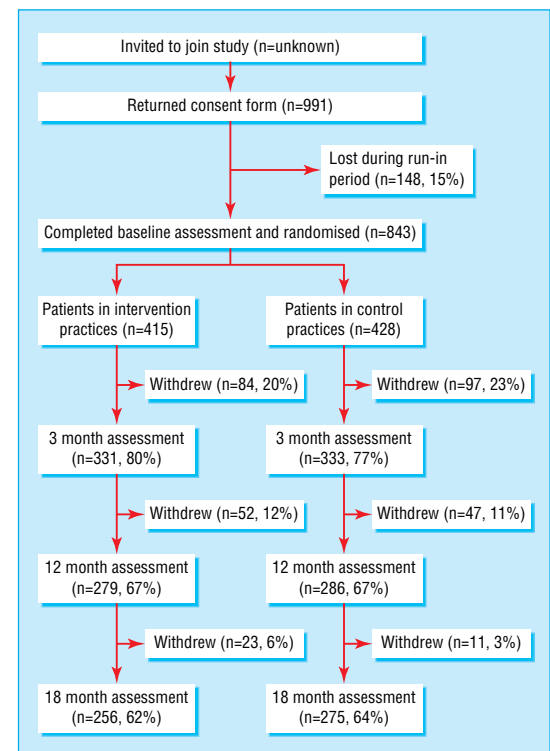 Invited to join study (n=unknown)
Returned consent form (n=991)
Lost during run-in
period (n=148, 15%)
Completed baseline assessment and randomised (n=843)
Patients in intervention
practices (n=415)
Patients in control
practices (n=428)
Withdrew (n=84, 20%)
Withdrew (n=97, 23%)
3 month assessment
(n=331, 80%)
3 month assessment
(n=333, 77%)
Withdrew (n=52, 12%)
Withdrew (n=47, 11%)
12 month assessment
(n=279, 67%)
12 month assessment
(n=286, 67%)
Withdrew (n=23, 6%)
Withdrew (n=11, 3%)
18 month assessment
(n=256, 62%)
18 month assessment
(n=275, 64%)